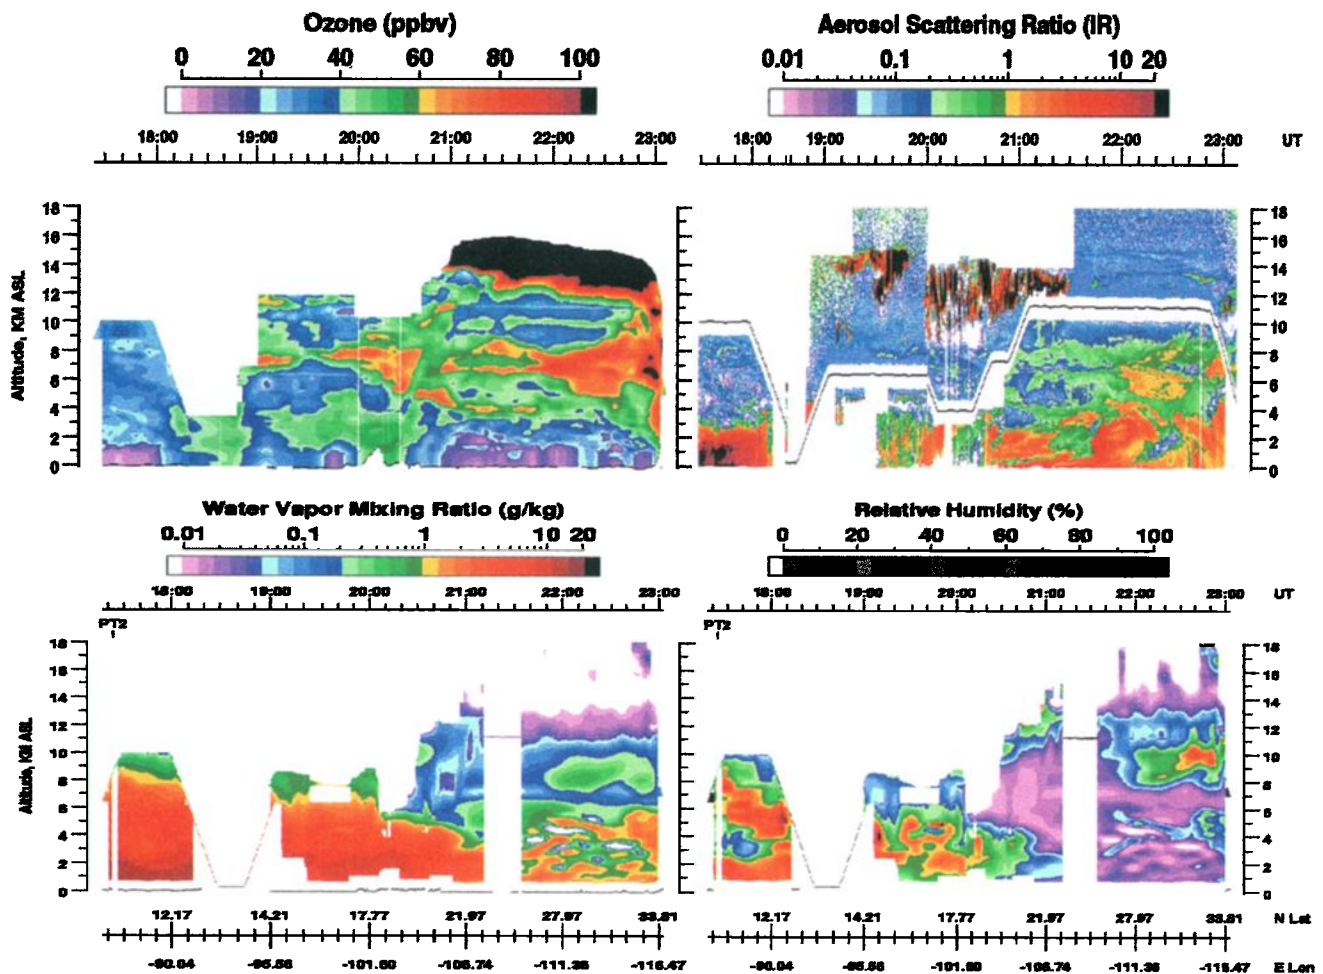 Ozone (ppbv)
0 20 40 60 80 100
18:00 19:00 20:00 21:00 22:00 23:00
Aerosol Scattering Ratio (IR)
0.01 0.1 1 10 20
18:00 19:00 20:00 21:00 22:00 23:00 UT
Altitude, KM ASL
18
16
14
12
10
8
6
4
2
0
18
16
14
12
10
8
6
4
2
0
Water Vapor Mixing Ratio (g/kg)
0.01 0.1 1 10 20
18:00 19:00 20:00 21:00 22:00 23:00
PT2
Relative Humidity (%)
0 20 40 60 80 100
18:00 19:00 20:00 21:00 22:00 23:00 UT
PT2
Altitude, KM ASL
18
16
14
12
10
8
6
4
2
0
18
16
14
12
10
8
6
4
2
0
12.17 14.21 17.77 21.97 27.97 33.81
-90.04 -95.56 -101.60 -106.74 -111.36 -115.47
12.17 14.21 17.77 21.97 27.97 33.81 N Lat
-90.04 -95.56 -101.60 -106.74 -111.36 -115.47 E Lon